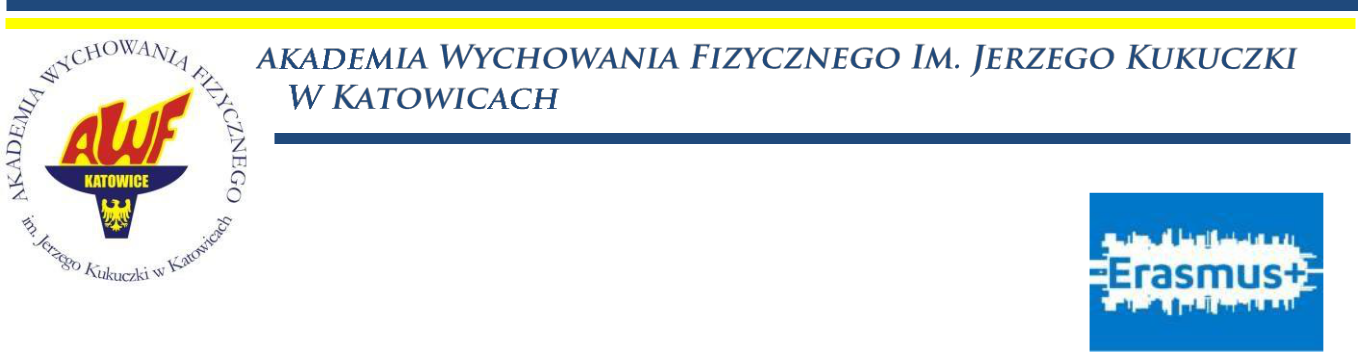 AKADEMIA WYCHOWANIA FIZYCZNEGO IM. JERZEGO KUKUCZKI
W KATOWICACH
AKADEMIA WYCHOWANIA FIZYCZNEGO
im. Jerzego Kukuczki w Katowicach
AWF
KATOWICE
Erasmus+